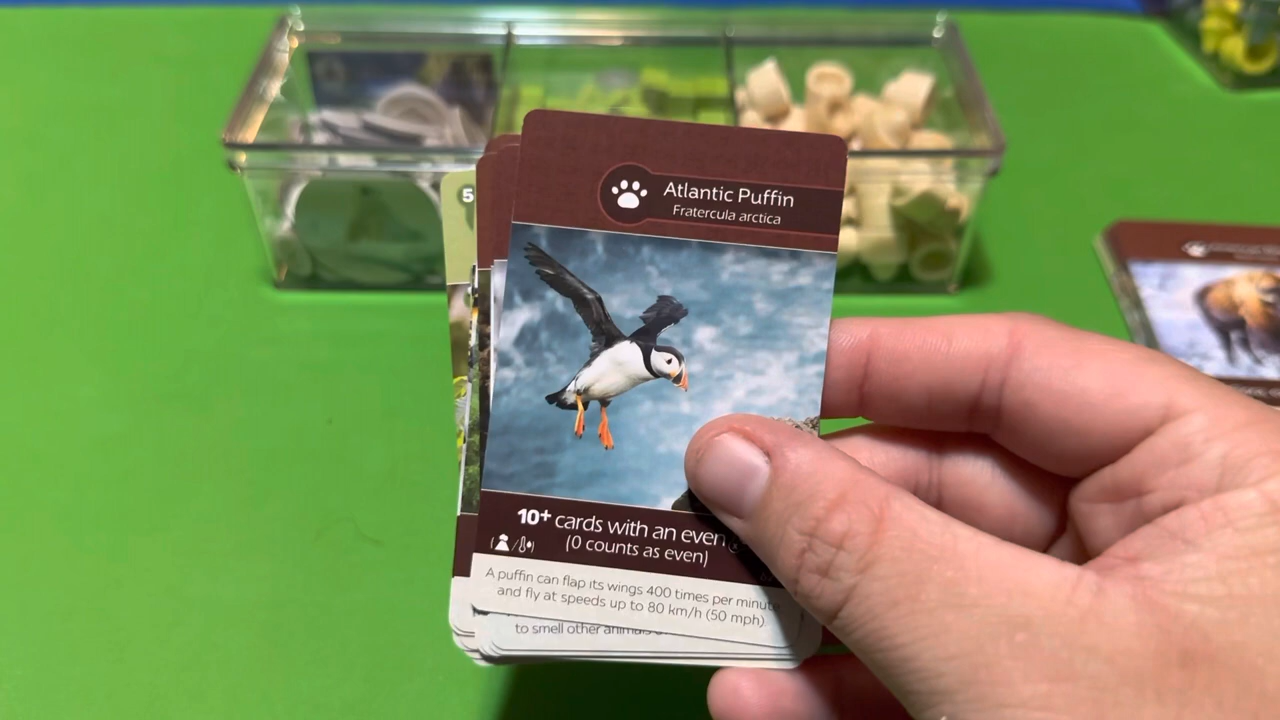 5
Atlantic Puffin
Fratercula arctica
10+ cards with an even
(0 counts as even)
A puffin can flap its wings 400 times per minute
and fly at speeds up to 80 km/h (50 mph)
to smell other animals